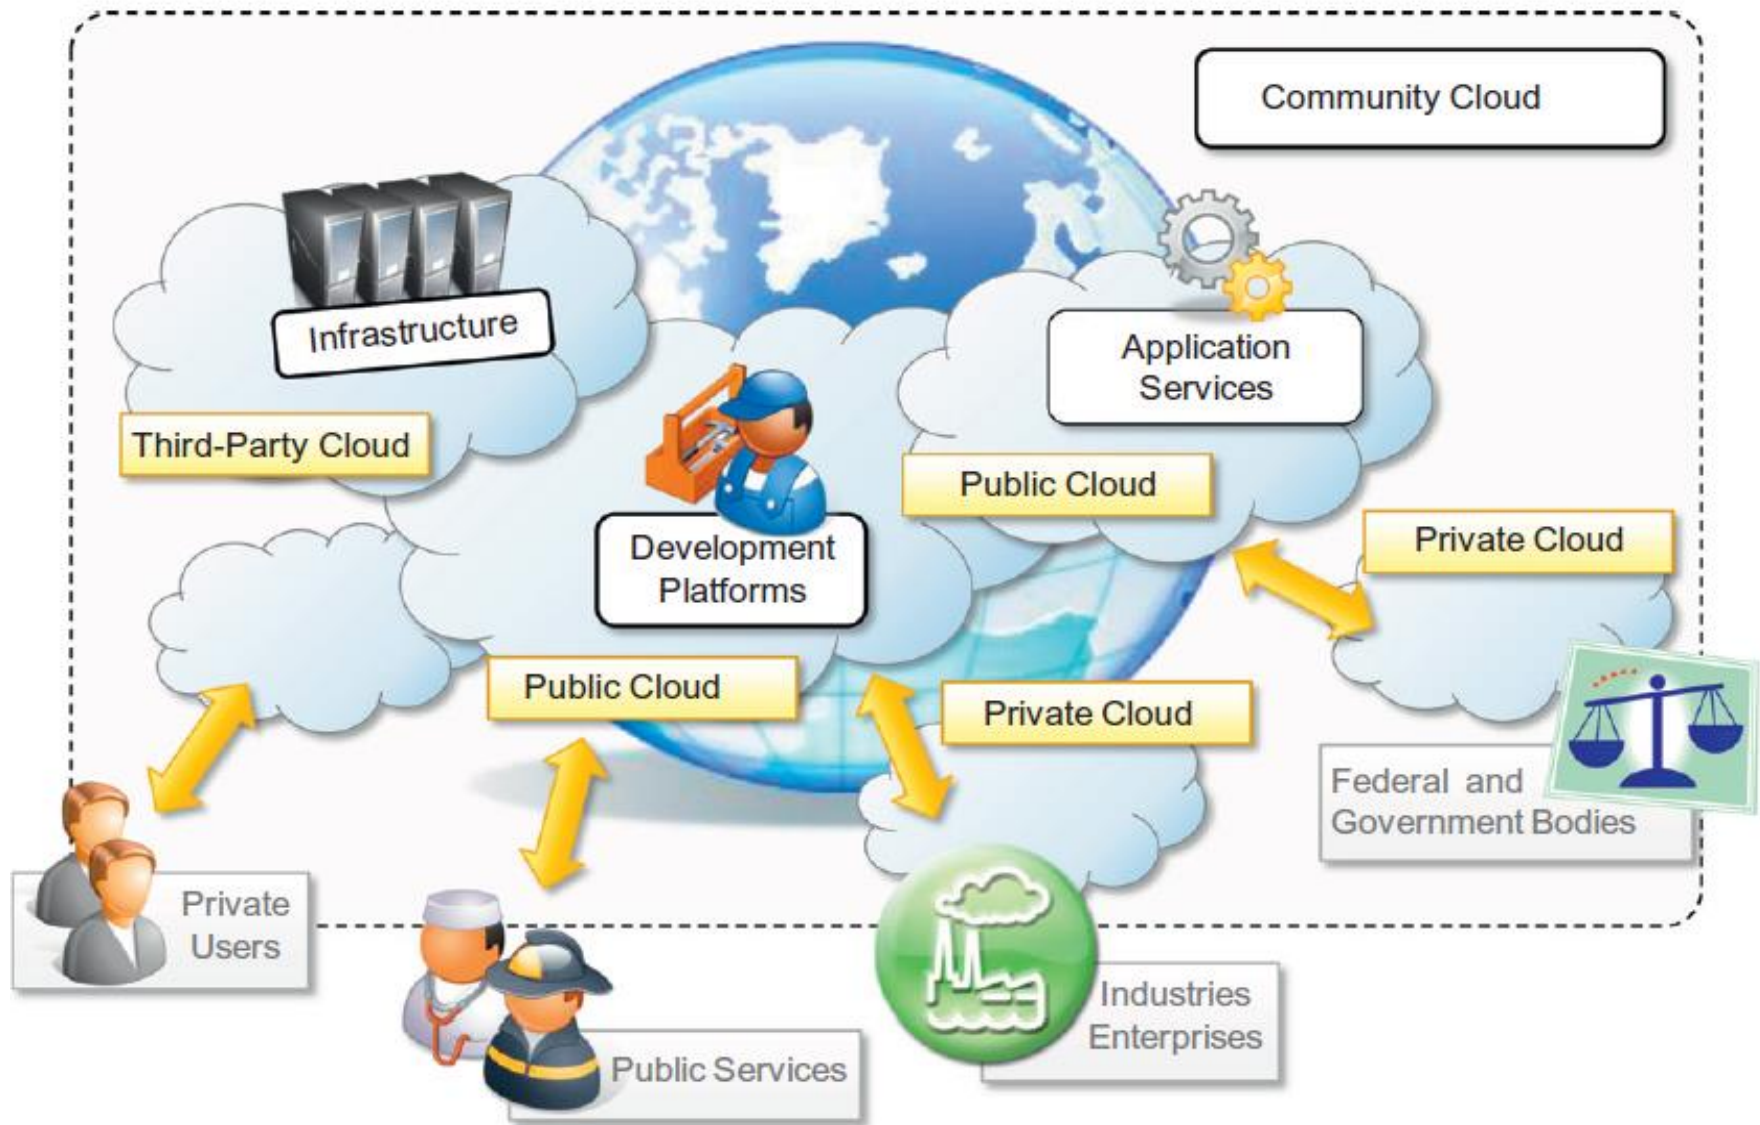 Community Cloud
Infrastructure
Application
Services
Third-Party Cloud
Public Cloud
Private Cloud
Development
Platforms
Public Cloud
Private Cloud
Federal and
Government Bodies
Private
Users
Industries
Enterprises
Public Services